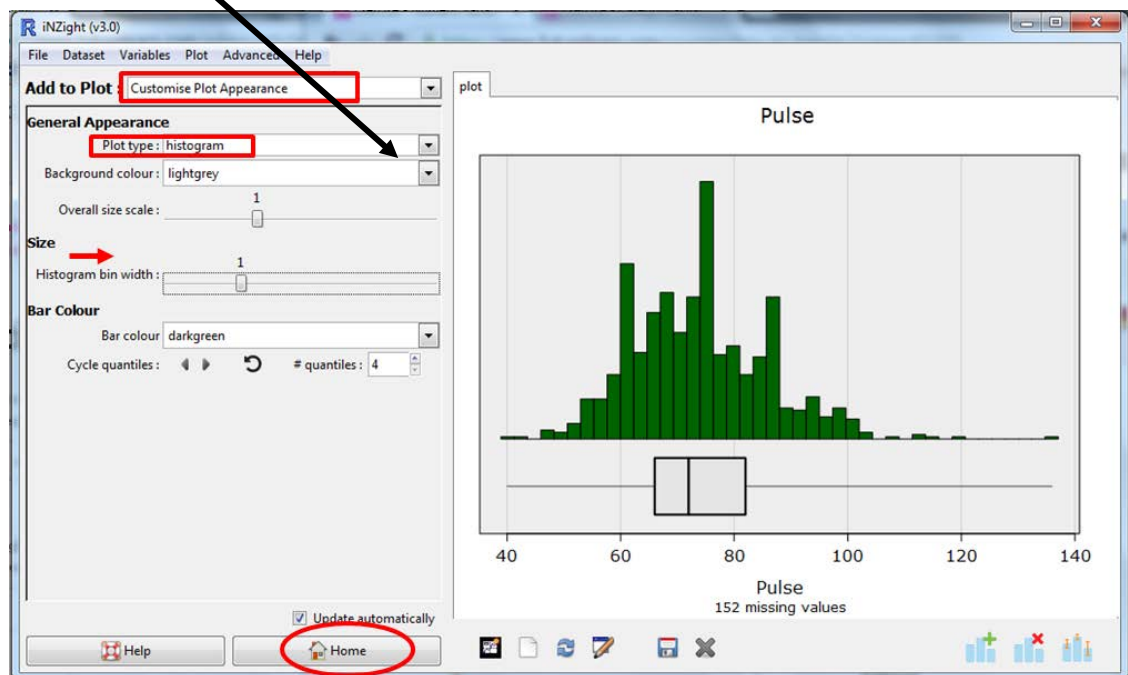 iNZight (v3.0)
File Dataset Variables Plot Advanced Help
Add to Plot : Customise Plot Appearance
General Appearance
Plot type : histogram
Background colour : lightgrey
1
Overall size scale :
Size
1
Histogram bin width :
Bar Colour
Bar colour darkgreen
Cycle quantiles : # quantiles : 4
Update automatically
Help Home
plot
Pulse
40 60 80 100 120 140
Pulse
152 missing values